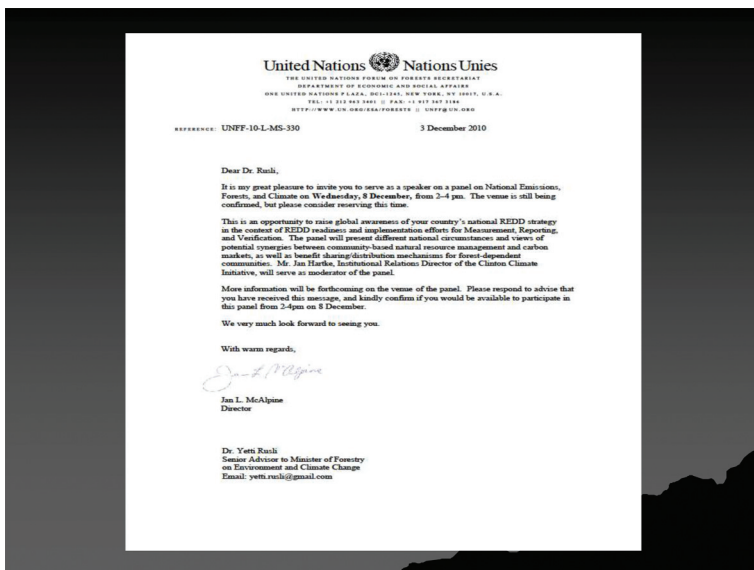 United Nations Nations Unies
THE UNITED NATIONS FORUM ON FORESTS SECRETARIAT
DEPARTMENT OF ECONOMIC AND SOCIAL AFFAIRS
ONE UNITED NATIONS PLAZA, DC1-1245, NEW YORK, NY 10017, U.S.A.
TEL: +1 212 963 3401 || FAX: +1 917 367 3186
HTTP://WWW.UN.ORG/ESA/FORESTS || UNFF@UN.ORG
REFERENCE: UNFF-10-L-MS-330 3 December 2010
Dear Dr. Rusli,
It is my great pleasure to invite you to serve as a speaker on a panel on National Emissions,
Forests, and Climate on Wednesday, 8 December, from 2–4 pm. The venue is still being
confirmed, but please consider reserving this time.
This is an opportunity to raise global awareness of your country's national REDD strategy
in the context of REDD readiness and implementation efforts for Measurement, Reporting,
and Verification. The panel will present different national circumstances and views of
potential synergies between community-based natural resource management and carbon
markets, as well as benefit sharing/distribution mechanisms for forest-dependent
communities. Mr. Jan Hartke, Institutional Relations Director of the Clinton Climate
Initiative, will serve as moderator of the panel.
More information will be forthcoming on the venue of the panel. Please respond to advise that
you have received this message, and kindly confirm if you would be available to participate in
this panel from 2-4pm on 8 December.
We very much look forward to seeing you.
With warm regards,
Jan L. McAlpine
Jan L. McAlpine
Director
Dr. Yetti Rusli
Senior Advisor to Minister of Forestry
on Environment and Climate Change
Email: yetti.rusli@gmail.com